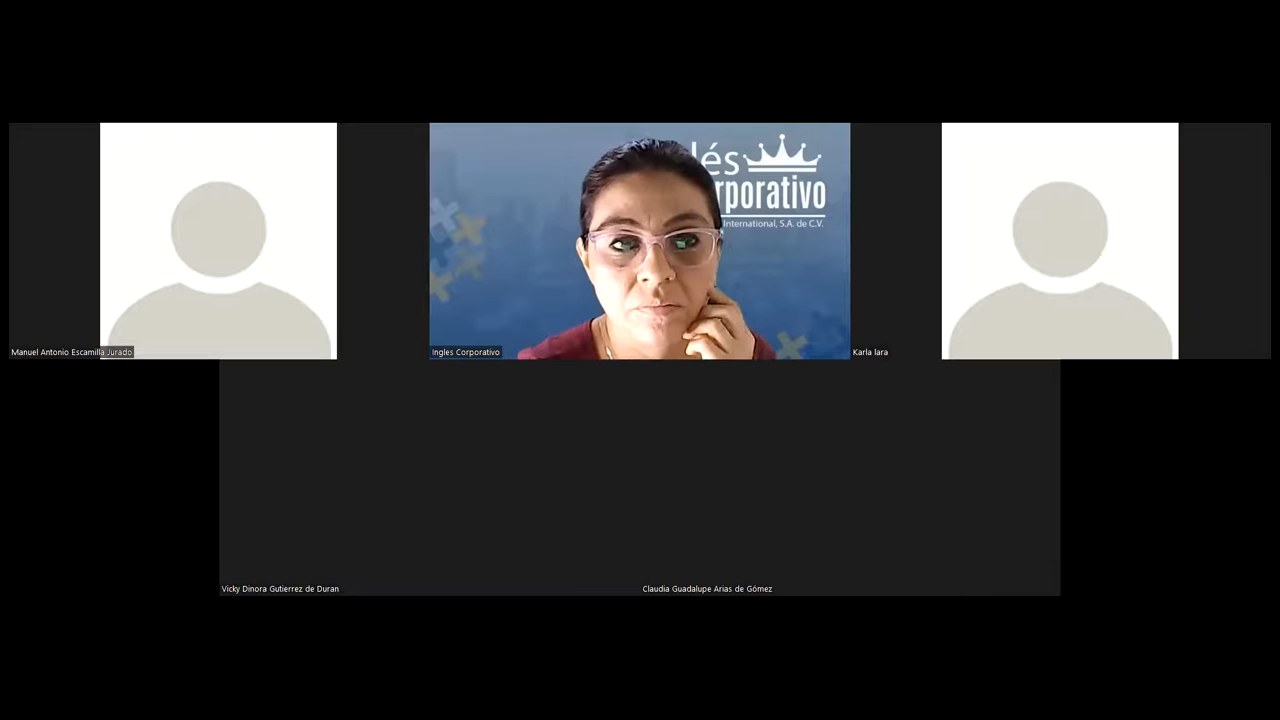 lés
rporativo
International, S.A. de C.V.
Manuel Antonio Escamilla Jurado
Ingles Corporativo
Karla lara
Vicky Dinora Gutierrez de Duran
Claudia Guadalupe Arias de Gómez